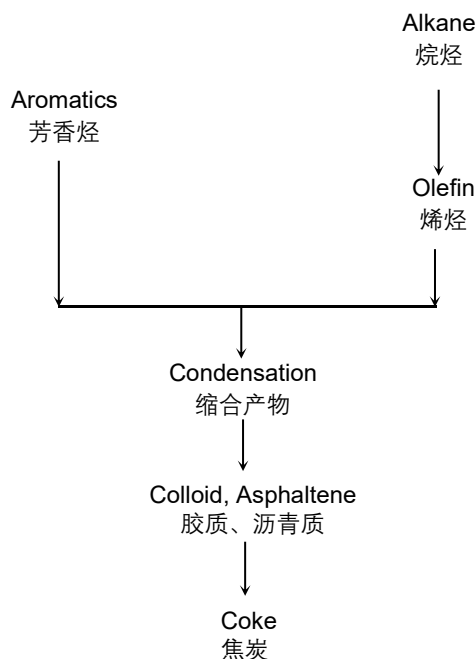 Alkane
烷烃
Aromatics
芳香烃
Olefin
烯烃
Condensation
缩合产物
Colloid, Asphaltene
胶质、沥青质
Coke
焦炭